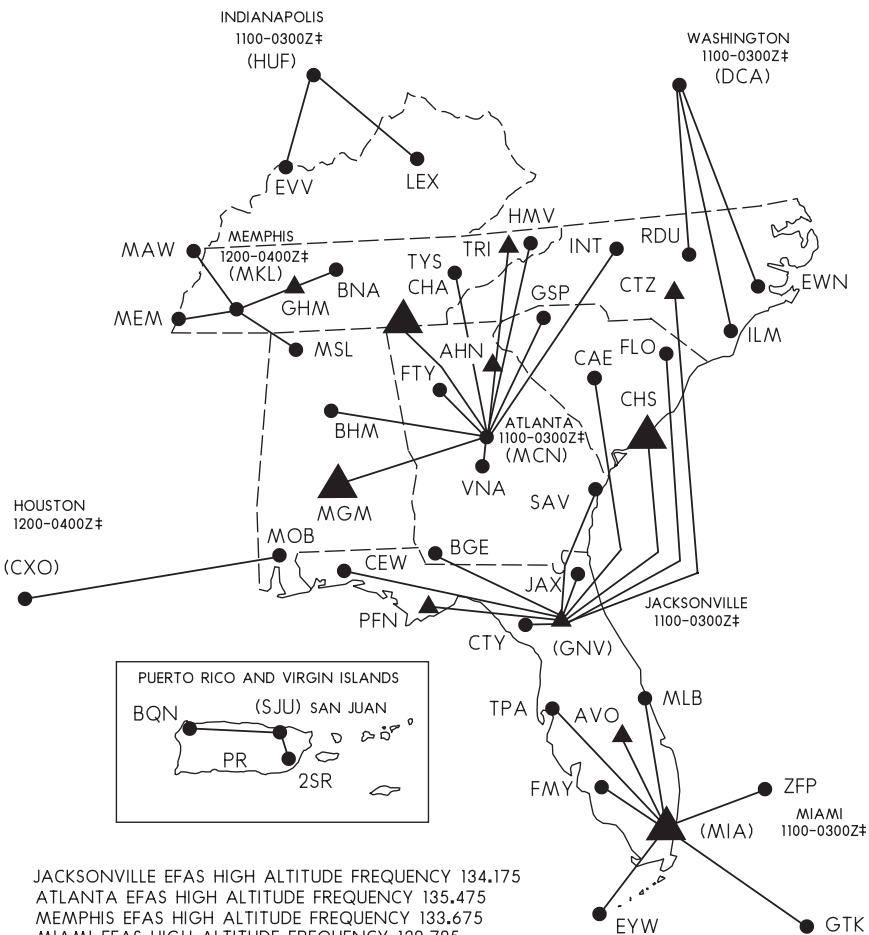 INDIANAPOLIS
1100-0300Z‡
(HUF)
WASHINGTON
1100-0300Z‡
(DCA)
EVV
LEX
HMV
MAW
MEMPHIS
1200-0400Z‡
(MKL)
TRI
INT
RDU
TYS
CHA
BNA
GHM
GSP
CTZ
EWN
MEM
ILM
MSL
AHN
FLO
CAE
FTY
CHS
BHM
ATLANTA
1100-0300Z‡
(MCN)
VNA
MGM
SAV
HOUSTON
1200-0400Z‡
(CXO)
MOB
BGE
CEW
JAX
JACKSONVILLE
1100-0300Z‡
PFN
CTY
(GNV)
PUERTO RICO AND VIRGIN ISLANDS
BQN
(SJU) SAN JUAN
PR
2SR
TPA
AVO
MLB
FMY
ZFP
MIAMI
1100-0300Z‡
(MIA)
EYW
GTK
JACKSONVILLE EFAS HIGH ALTITUDE FREQUENCY 134.175
ATLANTA EFAS HIGH ALTITUDE FREQUENCY 135.475
MEMPHIS EFAS HIGH ALTITUDE FREQUENCY 133.675
MIAMI EFAS HIGH ALTITUDE FREQUENCY